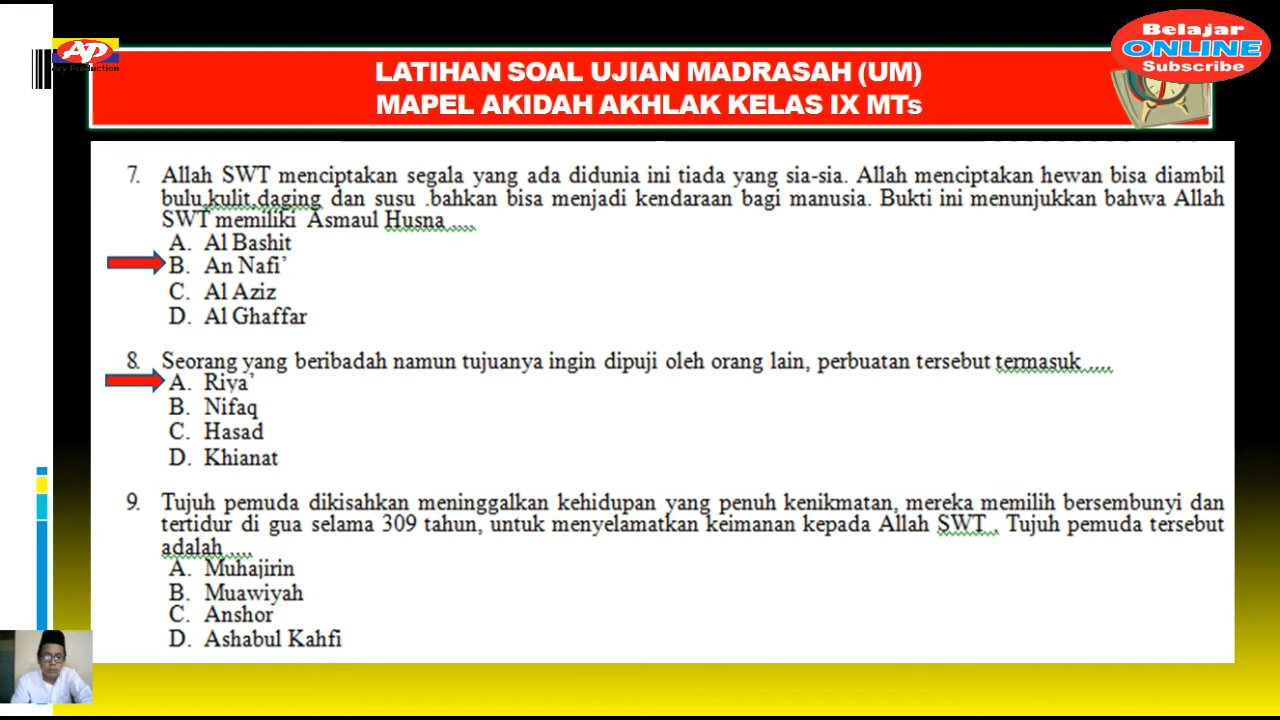 Belajar
ONLINE
Subscribe
AP
ory Production
LATIHAN SOAL UJIAN MADRASAH (UM)
MAPEL AKIDAH AKHLAK KELAS IX MTs
7. Allah SWT menciptakan segala yang ada didunia ini tiada yang sia-sia. Allah menciptakan hewan bisa diambil
bulu,kulit,daging dan susu .bahkan bisa menjadi kendaraan bagi manusia. Bukti ini menunjukkan bahwa Allah
SWT memiliki Asmaul Husna ....
A. Al Bashit
B. An Nafi’
C. Al Aziz
D. Al Ghaffar
8. Seorang yang beribadah namun tujuanya ingin dipuji oleh orang lain, perbuatan tersebut termasuk ....
A. Riya’
B. Nifaq
C. Hasad
D. Khianat
9. Tujuh pemuda dikisahkan meninggalkan kehidupan yang penuh kenikmatan, mereka memilih bersembunyi dan
tertidur di gua selama 309 tahun, untuk menyelamatkan keimanan kepada Allah SWT . Tujuh pemuda tersebut
adalah ....
A. Muhajirin
B. Muawiyah
C. Anshor
D. Ashabul Kahfi